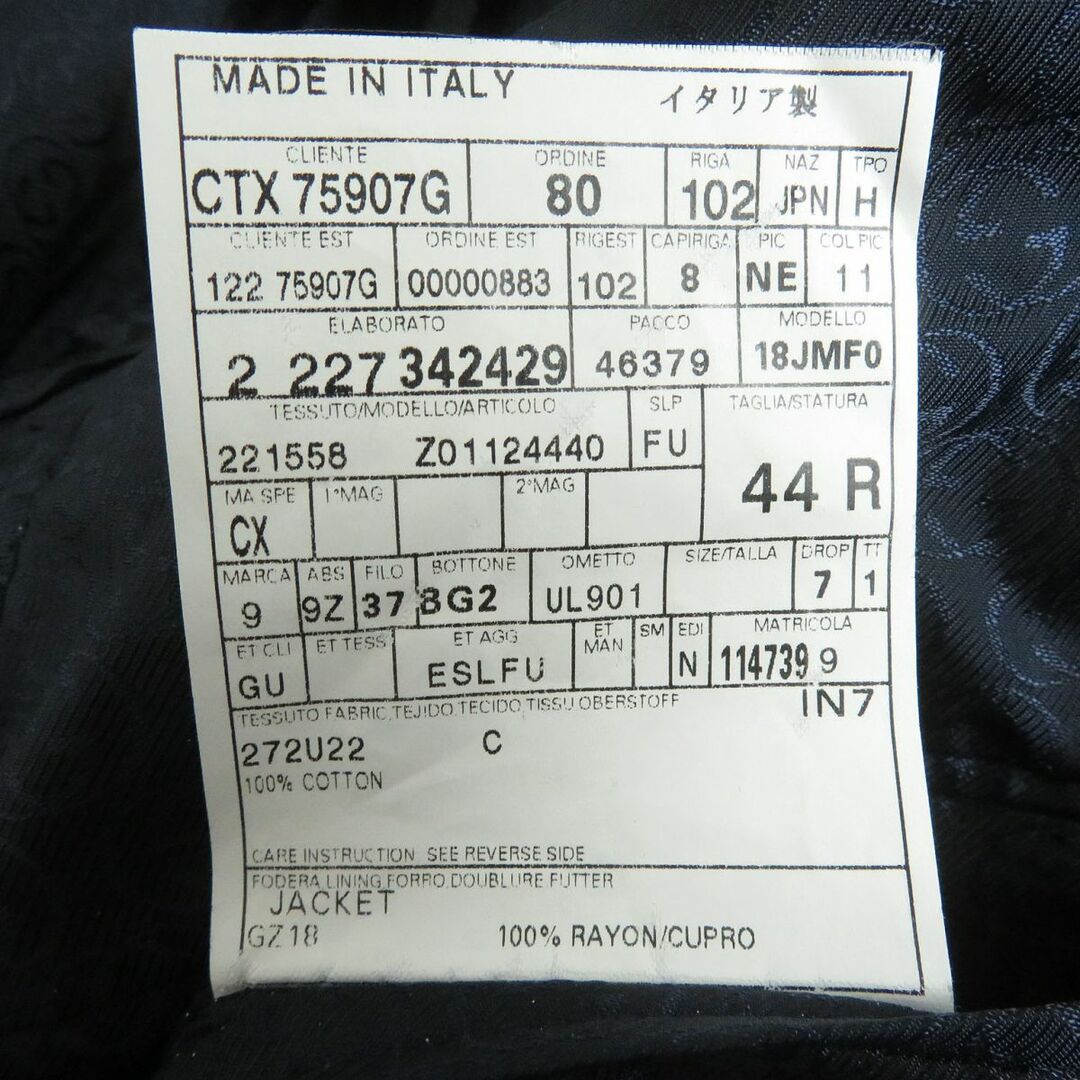 MADE IN ITALY イタリア製
CLIENTE ORDINE RIGA NAZ TPO
CTX 75907G 80 102 JPN H
CLIENTE EST ORDINE EST RIGEST CAPIRIGA PIC COL PIC
122 75907G 00000883 102 8 NE 11
ELABORATO PACCO MODELLO
2 227 342429 46379 18JMF0
TESSUTO/MODELLO/ARTICOLO SLP TAGLIA/STATURA
221558 Z01124440 FU 44 R
MA SPE 1°MAG 2°MAG
CX
MARCA ABS FILO BOTTONE OMETTO SIZE/TALLA DROP TT
9 9Z 37 BG2 UL901 7 1
ET CLI ET TESS ET AGG ET MAN SM EDI MATRICOLA
GU ESLFU N 114739 9
TESSUTO,FABRIC,TEJIDO,TECIDO,TISSU OBERSTOFF IN7
272U22 C
100% COTTON
CARE INSTRUCTION SEE REVERSE SIDE
FODERA,LINING,FORRO,DOUBLURE FUTTER
JACKET
GZ18 100% RAYON/CUPRO